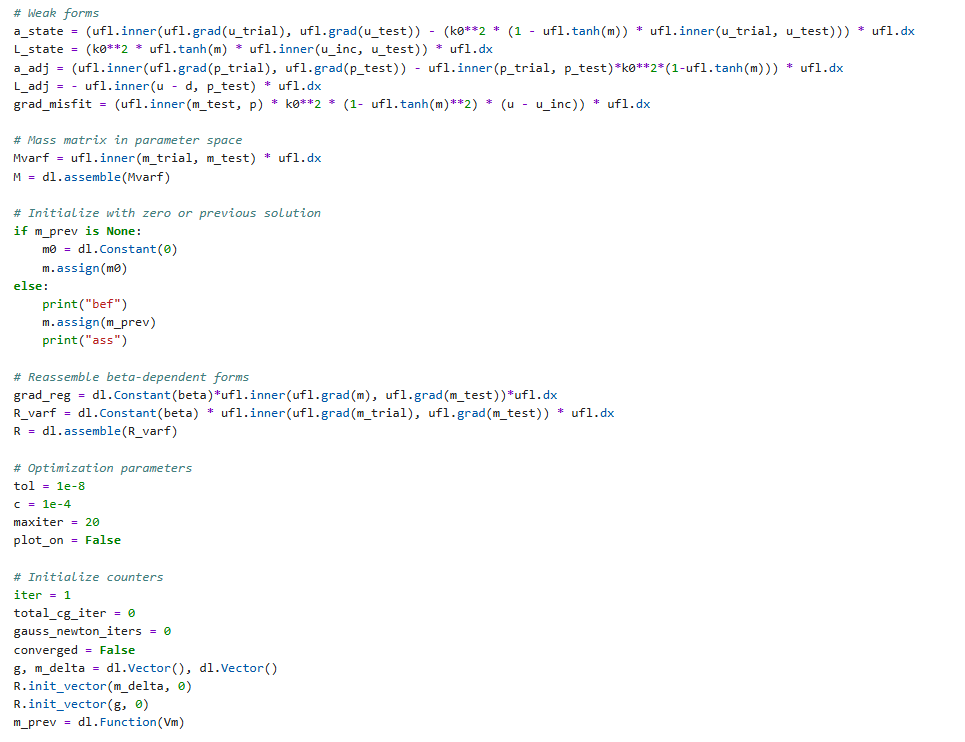 # Weak forms
a_state = (ufl.inner(ufl.grad(u_trial), ufl.grad(u_test)) - (k0**2 * (1 - ufl.tanh(m)) * ufl.inner(u_trial, u_test))) * ufl.dx
L_state = (k0**2 * ufl.tanh(m) * ufl.inner(u_inc, u_test)) * ufl.dx
a_adj = (ufl.inner(ufl.grad(p_trial), ufl.grad(p_test)) - ufl.inner(p_trial, p_test)*k0**2*(1-ufl.tanh(m))) * ufl.dx
L_adj = - ufl.inner(u - d, p_test) * ufl.dx
grad_misfit = (ufl.inner(m_test, p) * k0**2 * (1- ufl.tanh(m)**2) * (u - u_inc)) * ufl.dx

# Mass matrix in parameter space
Mvarf = ufl.inner(m_trial, m_test) * ufl.dx
M = dl.assemble(Mvarf)

# Initialize with zero or previous solution
if m_prev is None:
    m0 = dl.Constant(0)
    m.assign(m0)
else:
    print("bef")
    m.assign(m_prev)
    print("ass")

# Reassemble beta-dependent forms
grad_reg = dl.Constant(beta)*ufl.inner(ufl.grad(m), ufl.grad(m_test))*ufl.dx
R_varf = dl.Constant(beta) * ufl.inner(ufl.grad(m_trial), ufl.grad(m_test)) * ufl.dx
R = dl.assemble(R_varf)

# Optimization parameters
tol = 1e-8
c = 1e-4
maxiter = 20
plot_on = False

# Initialize counters
iter = 1
total_cg_iter = 0
gauss_newton_iters = 0
converged = False
g, m_delta = dl.Vector(), dl.Vector()
R.init_vector(m_delta, 0)
R.init_vector(g, 0)
m_prev = dl.Function(Vm)